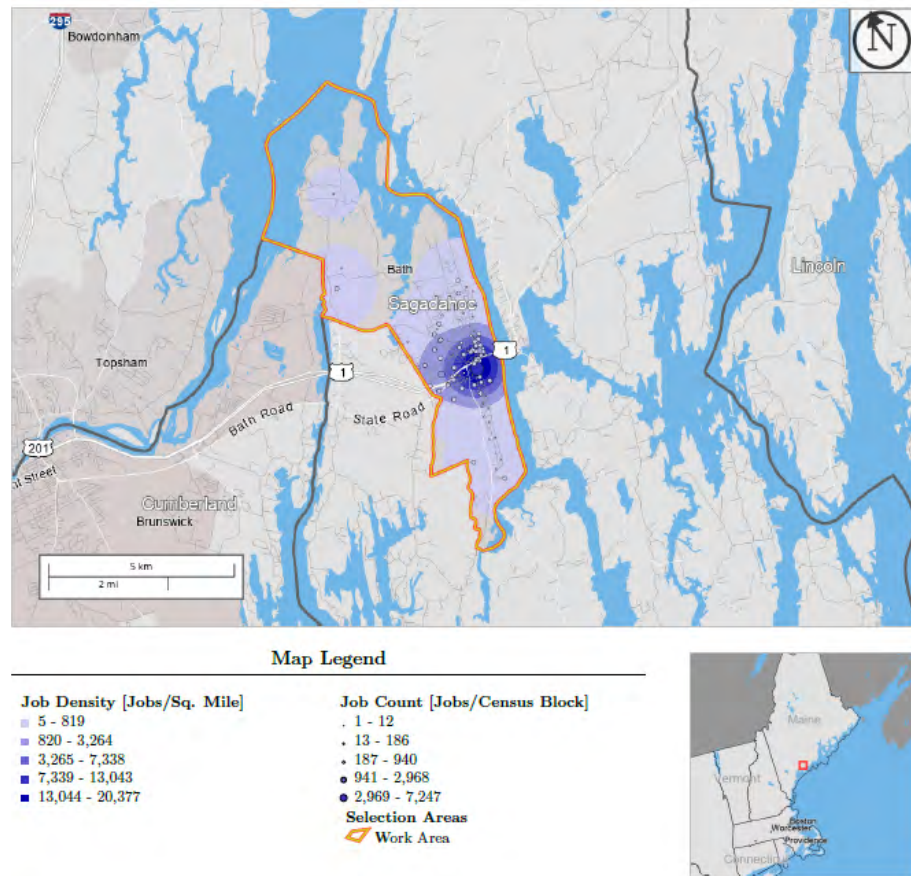 295
Bowdoinham
N
Bath
Sagadahoc
Lincoln
1
Topsham
1
Bath Road
State Road
201
nt Street
Cumberland
Brunswick
5 km
2 mi
Map Legend
Job Density [Jobs/Sq. Mile]
5 - 819
820 - 3,264
3,265 - 7,338
7,339 - 13,043
13,044 - 20,377
Job Count [Jobs/Census Block]
1 - 12
13 - 186
187 - 940
941 - 2,968
2,969 - 7,247
Selection Areas
Work Area
Maine
Vermont
Boston
Worcester
Providence
Connectic